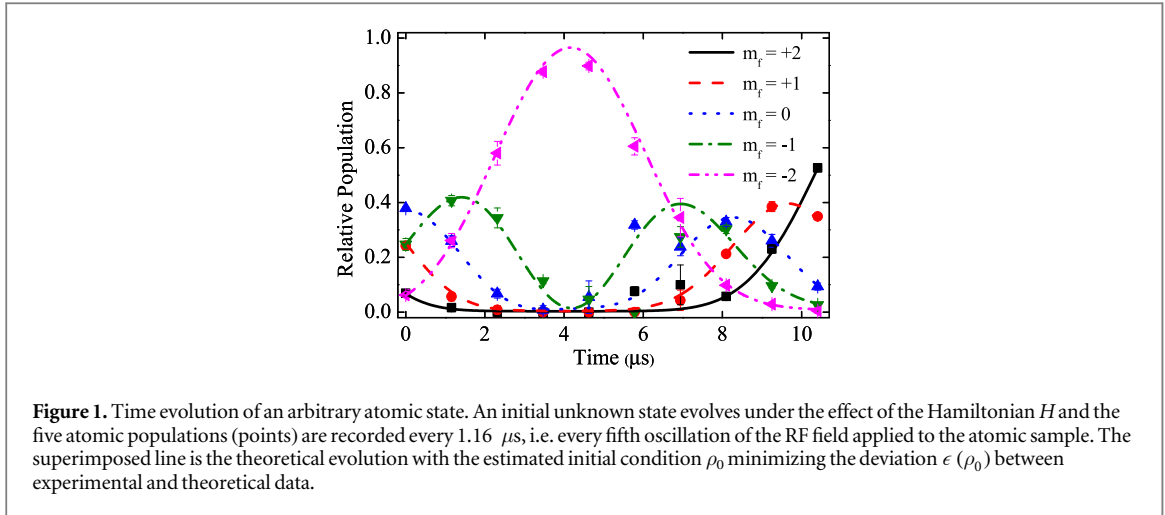 1.0
0.8
0.6
0.4
0.2
0.0
Relative Population
0 2 4 6 8 10
Time (μs)
m_f = +2
m_f = +1
m_f = 0
m_f = -1
m_f = -2
Figure 1. Time evolution of an arbitrary atomic state. An initial unknown state evolves under the effect of the Hamiltonian H and the
five atomic populations (points) are recorded every 1.16 μs, i.e. every fifth oscillation of the RF field applied to the atomic sample. The
superimposed line is the theoretical evolution with the estimated initial condition ρ₀ minimizing the deviation ϵ (ρ₀) between
experimental and theoretical data.